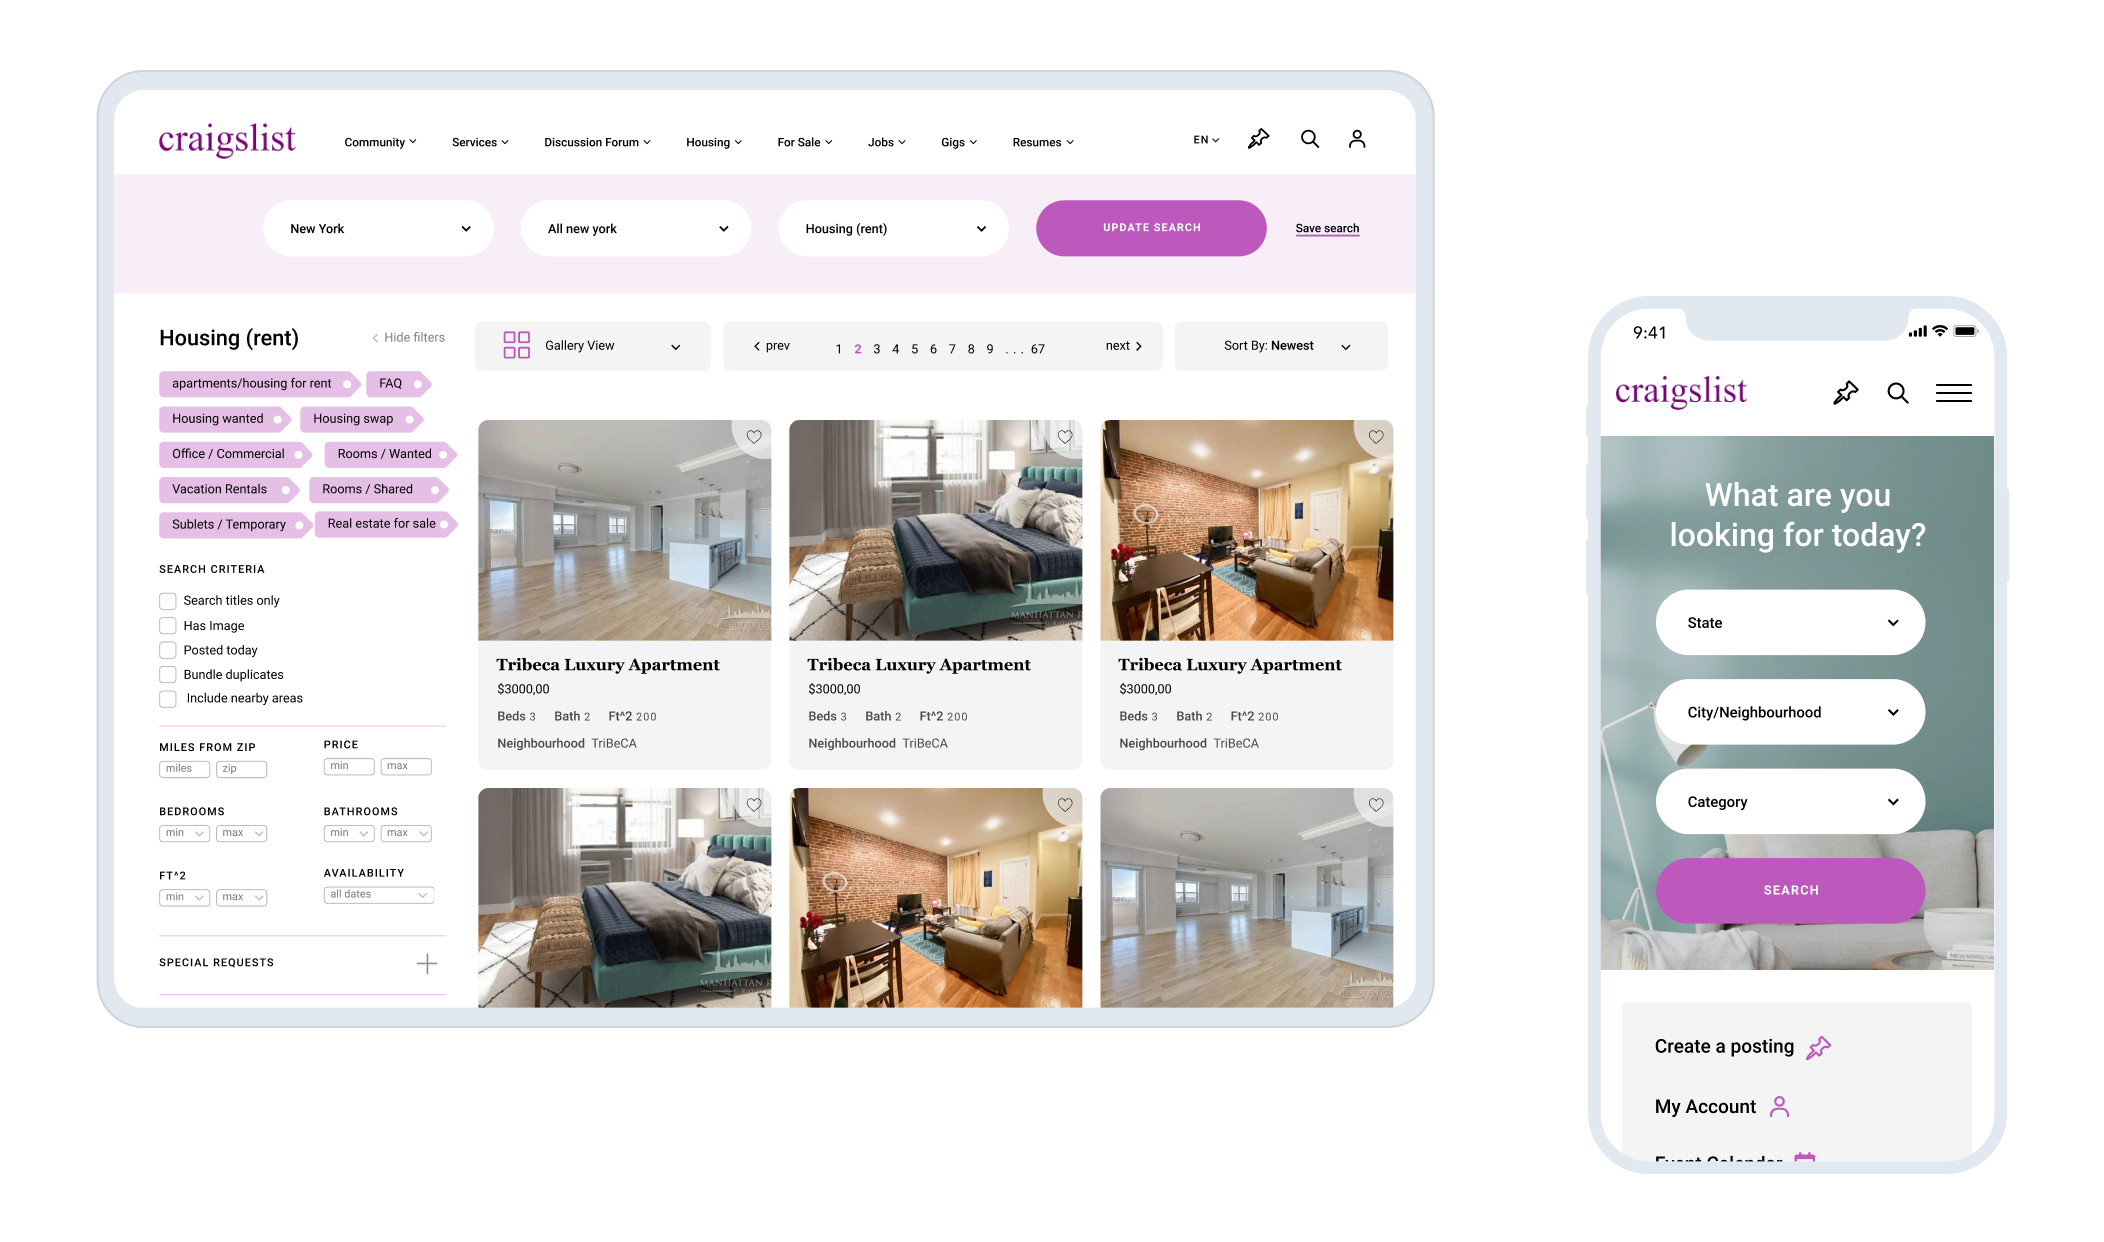 craigslist
Community Services Discussion Forum Housing For Sale Jobs Gigs Resumes EN
New York All new york Housing (rent) UPDATE SEARCH Save search
Housing (rent) Hide filters
apartments/housing for rent FAQ
Housing wanted Housing swap
Office / Commercial Rooms / Wanted
Vacation Rentals Rooms / Shared
Sublets / Temporary Real estate for sale
SEARCH CRITERIA
Search titles only
Has Image
Posted today
Bundle duplicates
Include nearby areas
MILES FROM ZIP PRICE
miles zip min max
BEDROOMS BATHROOMS
min max min max
FT^2 AVAILABILITY
min max all dates
SPECIAL REQUESTS
Gallery View prev 1 2 3 4 5 6 7 8 9 ... 67 next Sort By: Newest
MANHATTAN
Tribeca Luxury Apartment
$3000,00
Beds 3 Bath 2 Ft^2 200
Neighbourhood TriBeCA
Tribeca Luxury Apartment
$3000,00
Beds 3 Bath 2 Ft^2 200
Neighbourhood TriBeCA
Tribeca Luxury Apartment
$3000,00
Beds 3 Bath 2 Ft^2 200
Neighbourhood TriBeCA
MANHATTAN
9:41
craigslist
What are you
looking for today?
State
City/Neighbourhood
Category
SEARCH
Create a posting
My Account
Event Calendar